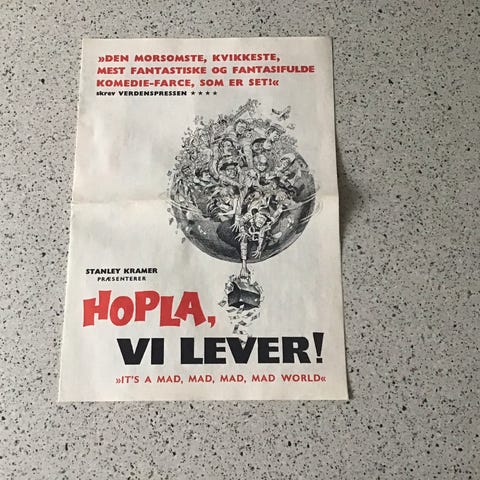 »DEN MORSOMSTE, KVIKKESTE,
MEST FANTASTISKE OG FANTASIFULDE
KOMEDIE-FARCE, SOM ER SET!«
skrev VERDENSPRESSEN ★★★★
STANLEY KRAMER
PRÆSENTERER
HOPLA,
VI LEVER!
»IT'S A MAD, MAD, MAD, MAD WORLD«